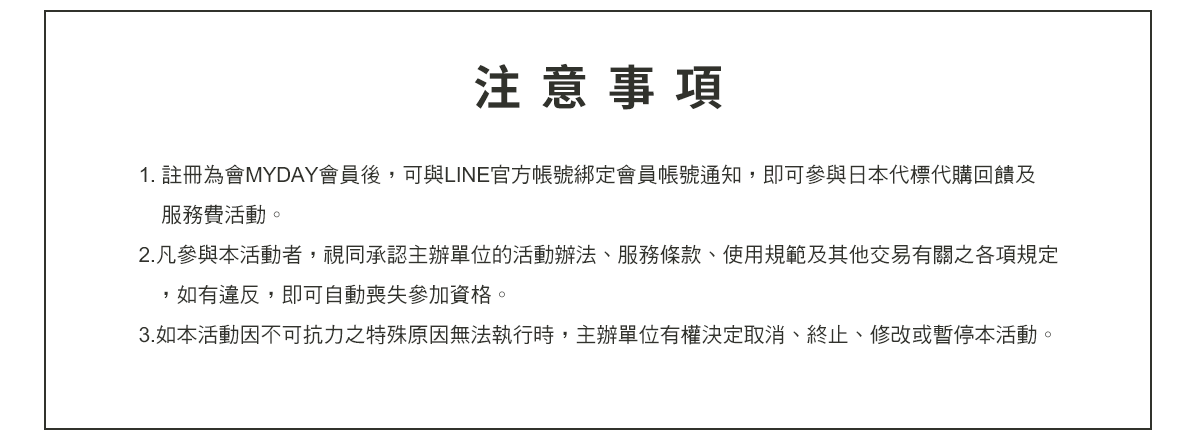 注意事項
1. 註冊為會MYDAY會員後，可與LINE官方帳號綁定會員帳號通知，即可參與日本代標代購回饋及
服務費活動。
2.凡參與本活動者，視同承認主辦單位的活動辦法、服務條款、使用規範及其他交易有關之各項規定
，如有違反，即可自動喪失參加資格。
3.如本活動因不可抗力之特殊原因無法執行時，主辦單位有權決定取消、終止、修改或暫停本活動。